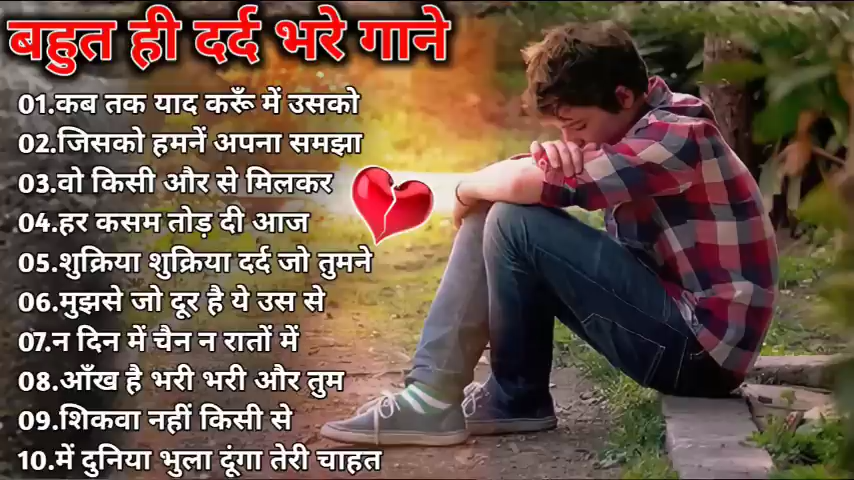 बहुत ही दर्द भरे गाने
01.कब तक याद करूँ में उसको
02.जिसको हमनें अपना समझा
03.वो किसी और से मिलकर
04.हर कसम तोड़ दी आज
05.शुक्रिया शुक्रिया दर्द जो तुमने
06.मुझसे जो दूर है ये उस से
07.न दिन में चैन न रातों में
08.आँख है भरी भरी और तुम
09.शिकवा नहीं किसी से
10.में दुनिया भुला दूंगा तेरी चाहत